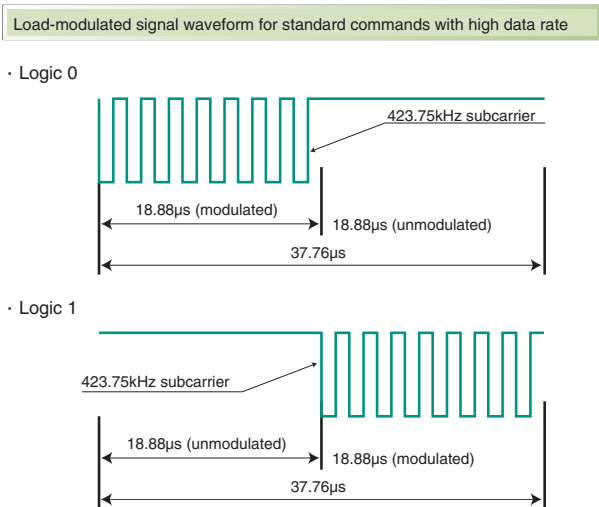 Load-modulated signal waveform for standard commands with high data rate
· Logic 0
423.75kHz subcarrier
18.88μs (modulated)
18.88μs (unmodulated)
37.76μs
· Logic 1
423.75kHz subcarrier
18.88μs (unmodulated)
18.88μs (modulated)
37.76μs